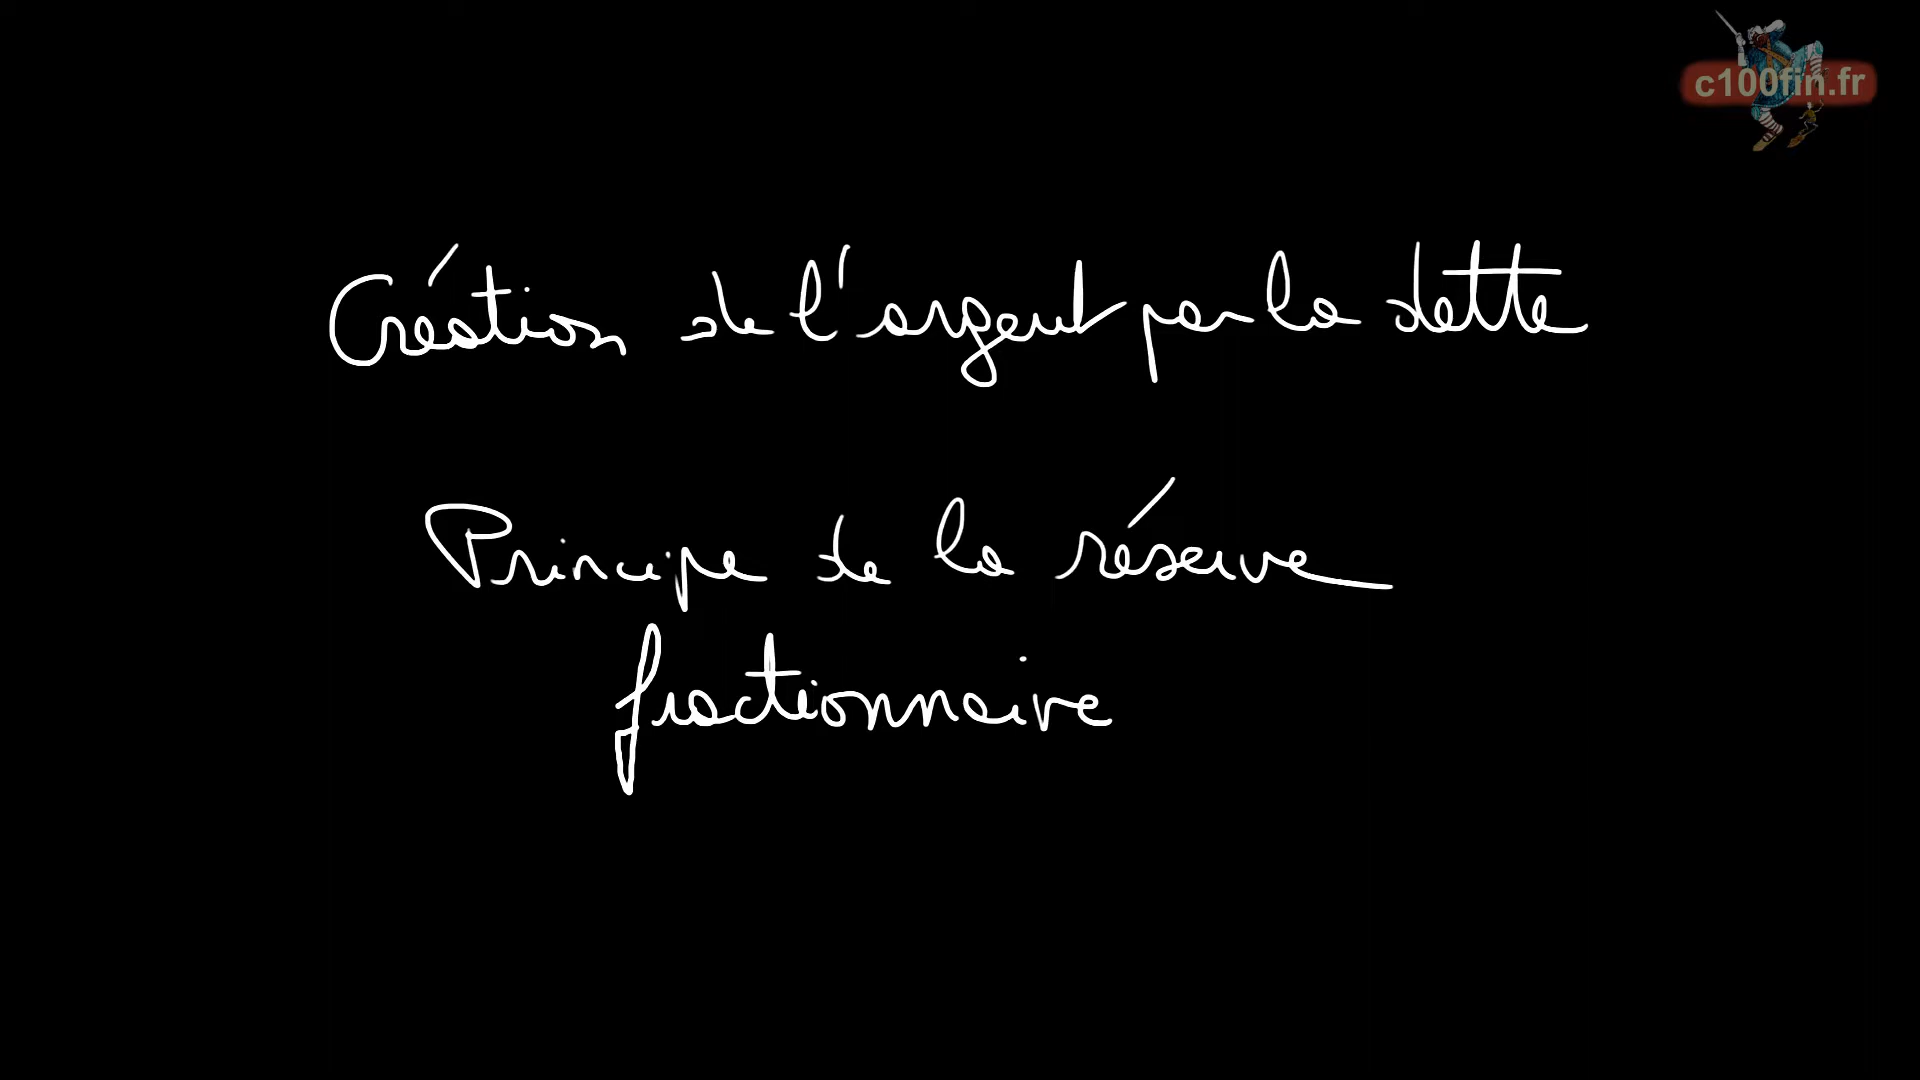 c100fin.fr
Création de l'argent par la dette
Principe de la réserve
fractionnaire